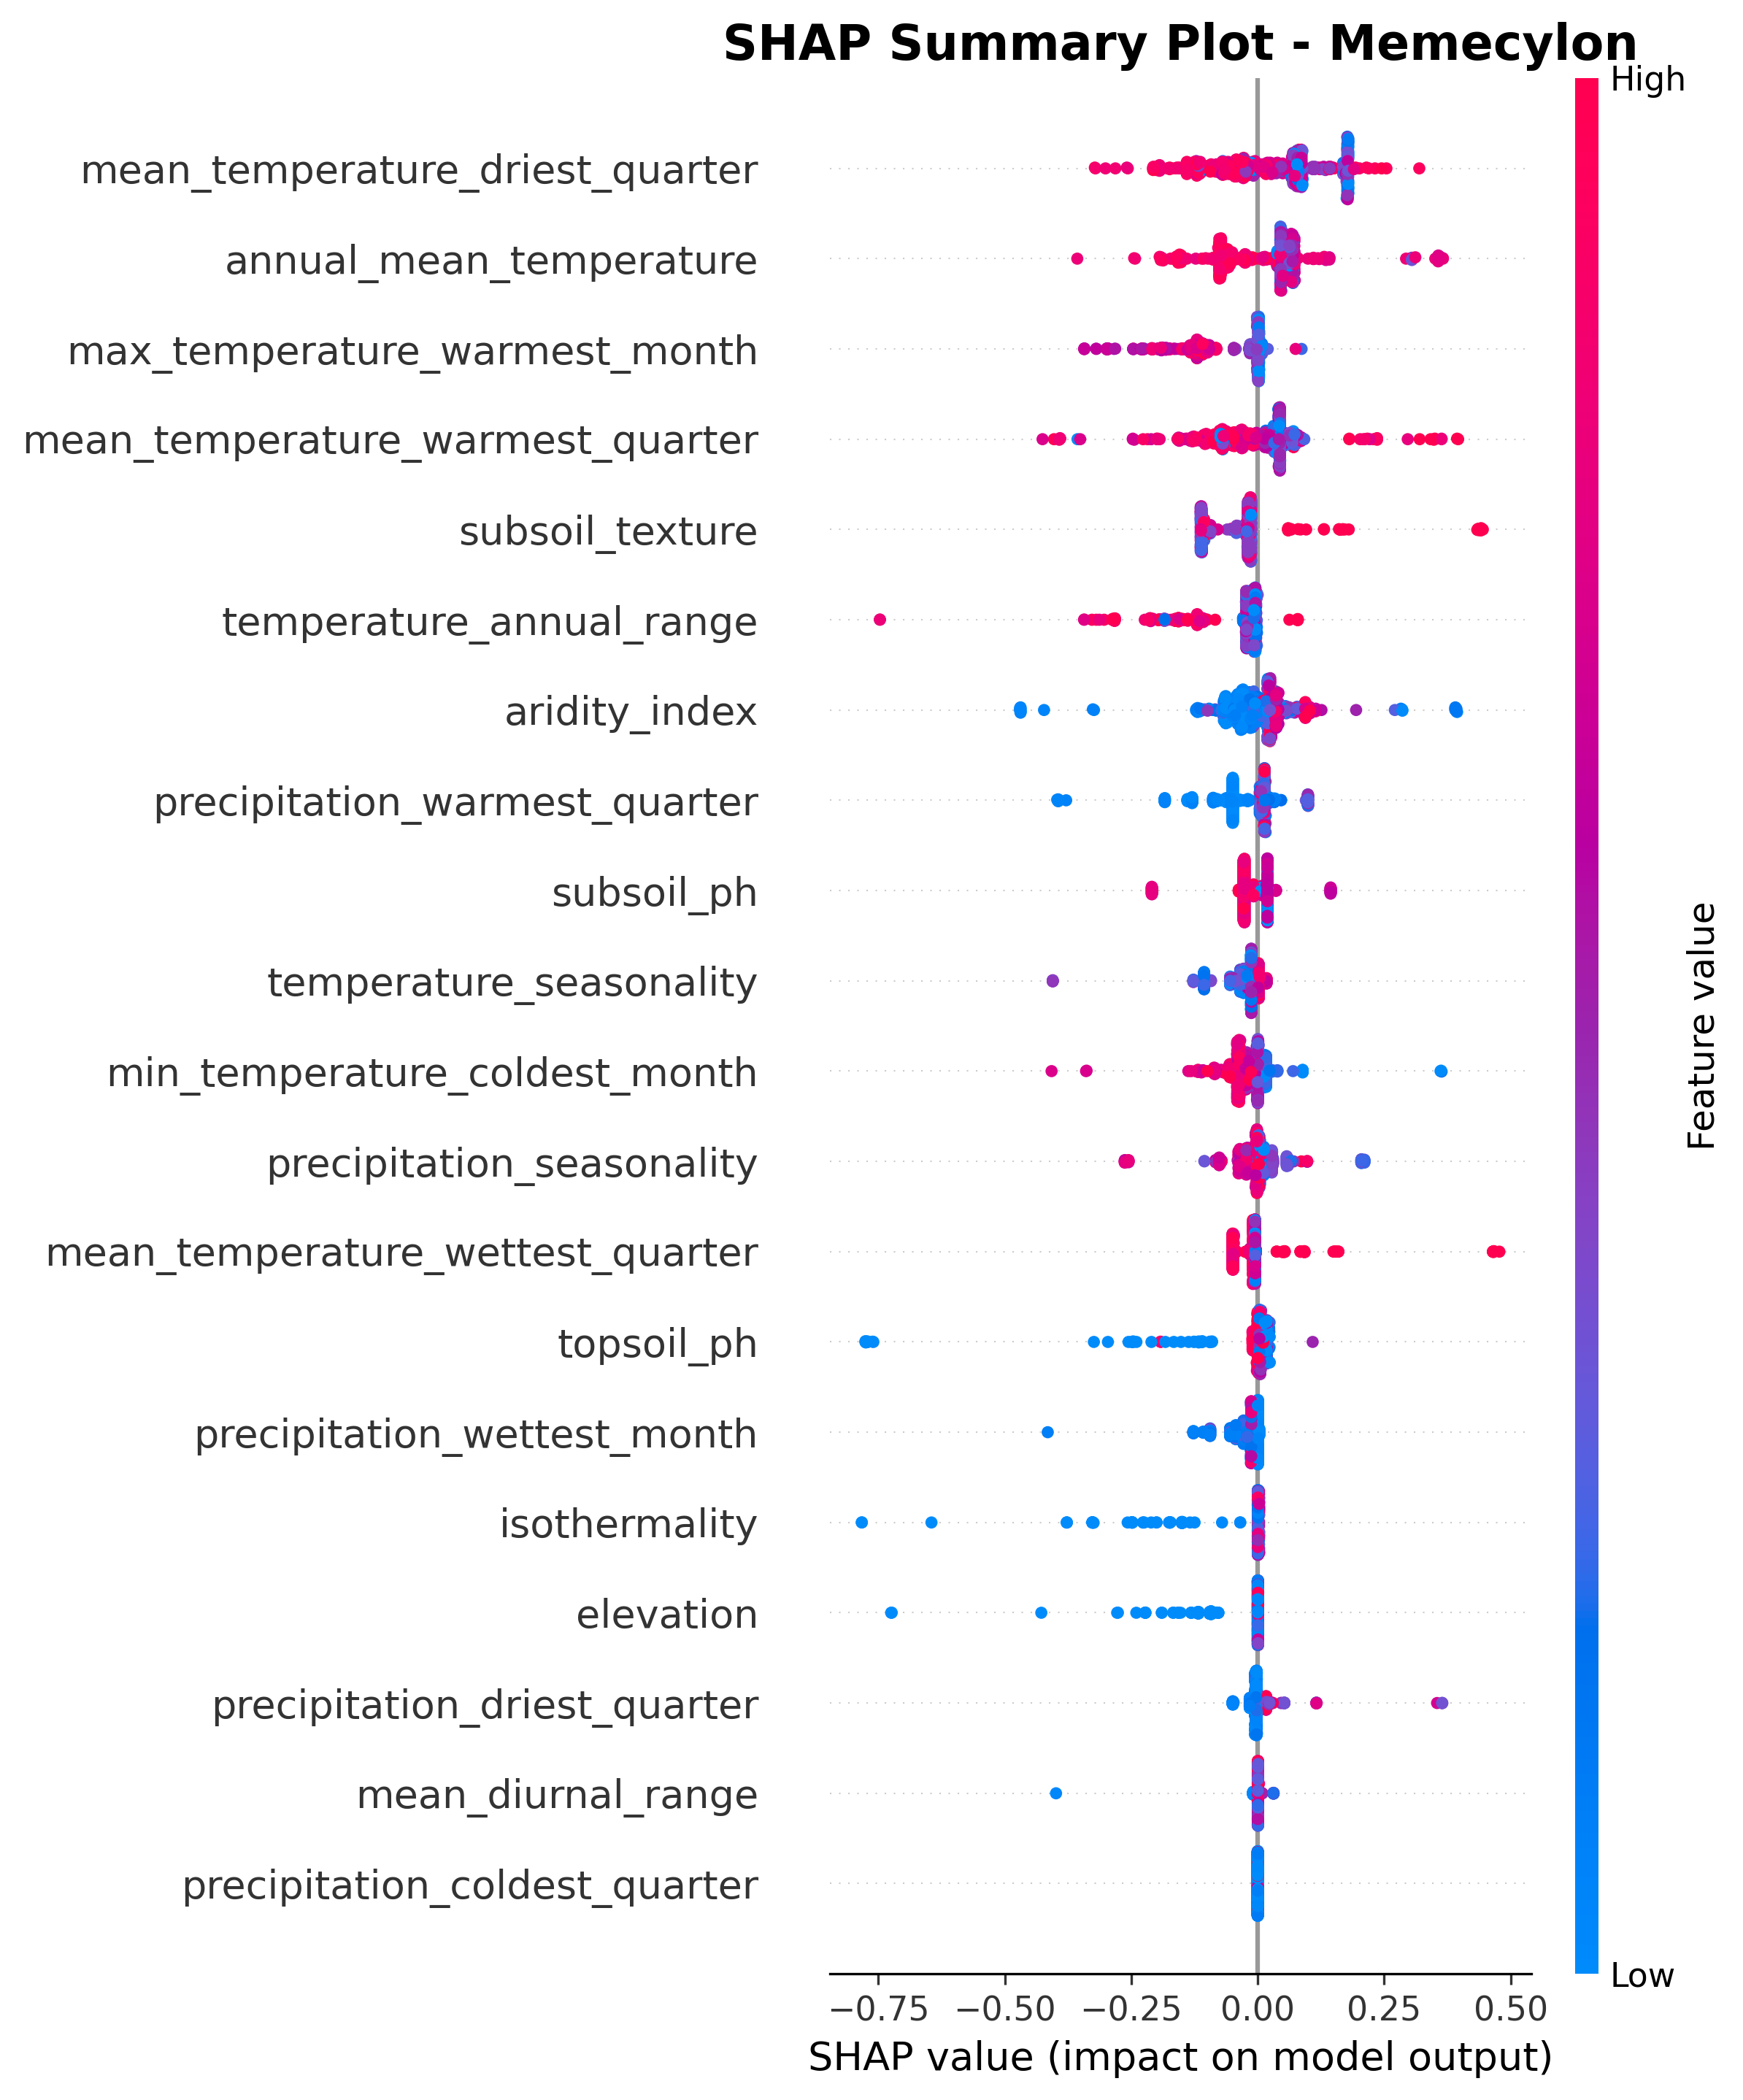 SHAP Summary Plot - Memecylon
High
mean_temperature_driest_quarter
annual_mean_temperature
max_temperature_warmest_month
mean_temperature_warmest_quarter
subsoil_texture
temperature_annual_range
aridity_index
precipitation_warmest_quarter
subsoil_ph
temperature_seasonality
min_temperature_coldest_month
precipitation_seasonality
mean_temperature_wettest_quarter
topsoil_ph
precipitation_wettest_month
isothermality
elevation
precipitation_driest_quarter
mean_diurnal_range
precipitation_coldest_quarter
Feature value
Low
−0.75 −0.50 −0.25 0.00 0.25 0.50
SHAP value (impact on model output)